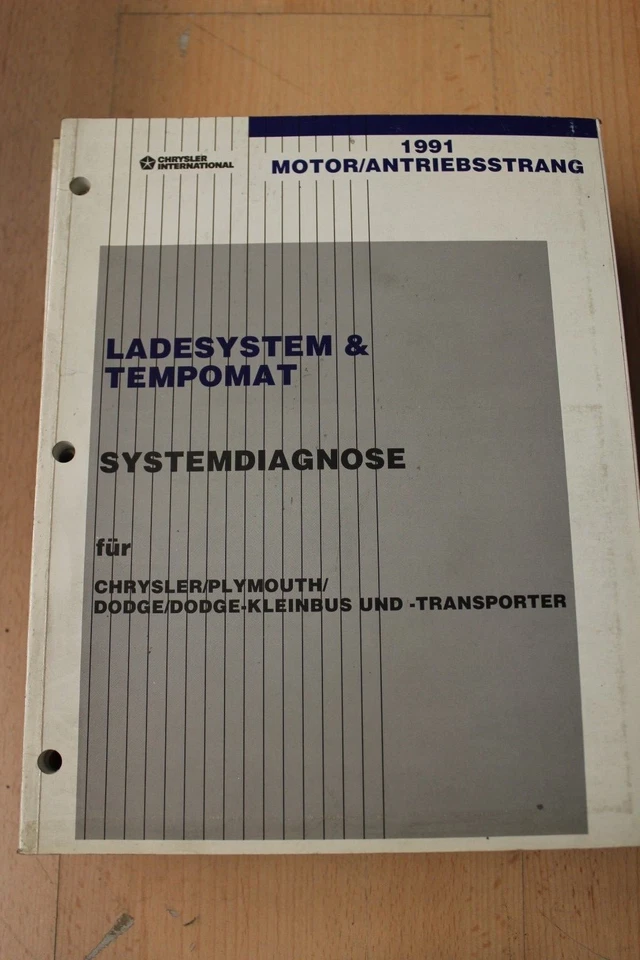 CHRYSLER
INTERNATIONAL
1991
MOTOR/ANTRIEBSSTRANG
LADESYSTEM &
TEMPOMAT
SYSTEMDIAGNOSE
für
CHRYSLER/PLYMOUTH/
DODGE/DODGE-KLEINBUS UND -TRANSPORTER